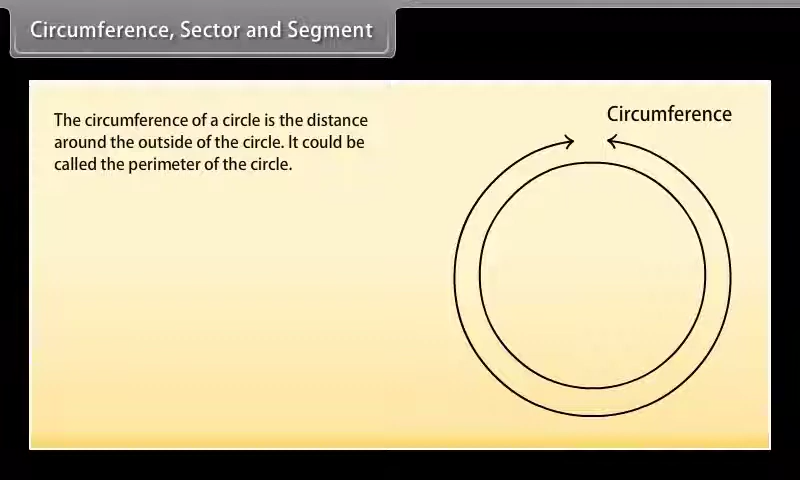 Circumference, Sector and Segment
The circumference of a circle is the distance
around the outside of the circle. It could be
called the perimeter of the circle.
Circumference